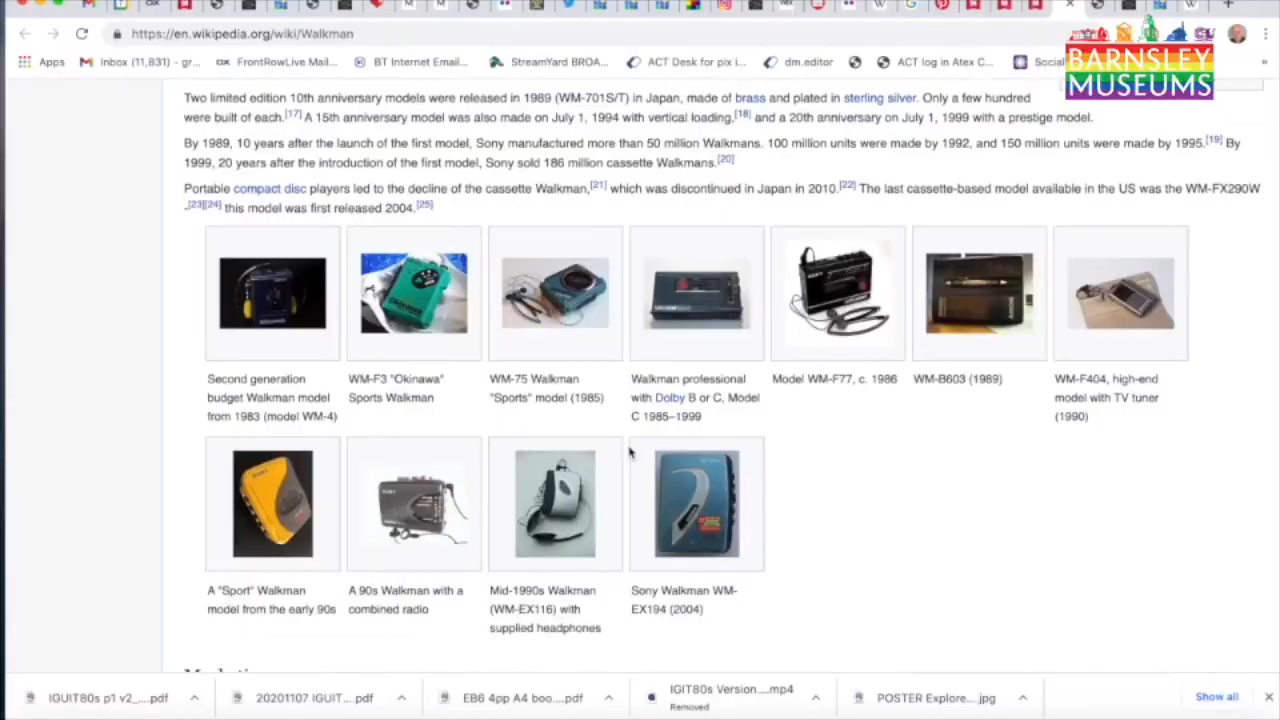 https://en.wikipedia.org/wiki/Walkman
Apps
Inbox (11,831) - gr...
FrontRowLive Mail...
BT Internet Email...
StreamYard BROA...
ACT Desk for pix i...
dm.editor
ACT log in Atex C...
Social
BARNSLEY
MUSEUMS
Two limited edition 10th anniversary models were released in 1989 (WM-701S/T) in Japan, made of brass and plated in sterling silver. Only a few hundred
were built of each.[17] A 15th anniversary model was also made on July 1, 1994 with vertical loading,[18] and a 20th anniversary on July 1, 1999 with a prestige model.
By 1989, 10 years after the launch of the first model, Sony manufactured more than 50 million Walkmans. 100 million units were made by 1992, and 150 million units were made by 1995.[19] By
1999, 20 years after the introduction of the first model, Sony sold 186 million cassette Walkmans.[20]
Portable compact disc players led to the decline of the cassette Walkman,[21] which was discontinued in Japan in 2010.[22] The last cassette-based model available in the US was the WM-FX290W
-[23][24] this model was first released 2004.[25]
Second generation
budget Walkman model
from 1983 (model WM-4)
WM-F3 "Okinawa"
Sports Walkman
WM-75 Walkman
"Sports" model (1985)
Walkman professional
with Dolby B or C, Model
C 1985–1999
Model WM-F77, c. 1986
WM-B603 (1989)
WM-F404, high-end
model with TV tuner
(1990)
A "Sport" Walkman
model from the early 90s
A 90s Walkman with a
combined radio
Mid-1990s Walkman
(WM-EX116) with
supplied headphones
Sony Walkman WM-
EX194 (2004)
IGUIT80s p1 v2_....pdf
20201107 IGUIT....pdf
EB6 4pp A4 boo....pdf
IGIT80s Version....mp4
Removed
POSTER Explore....jpg
Show all